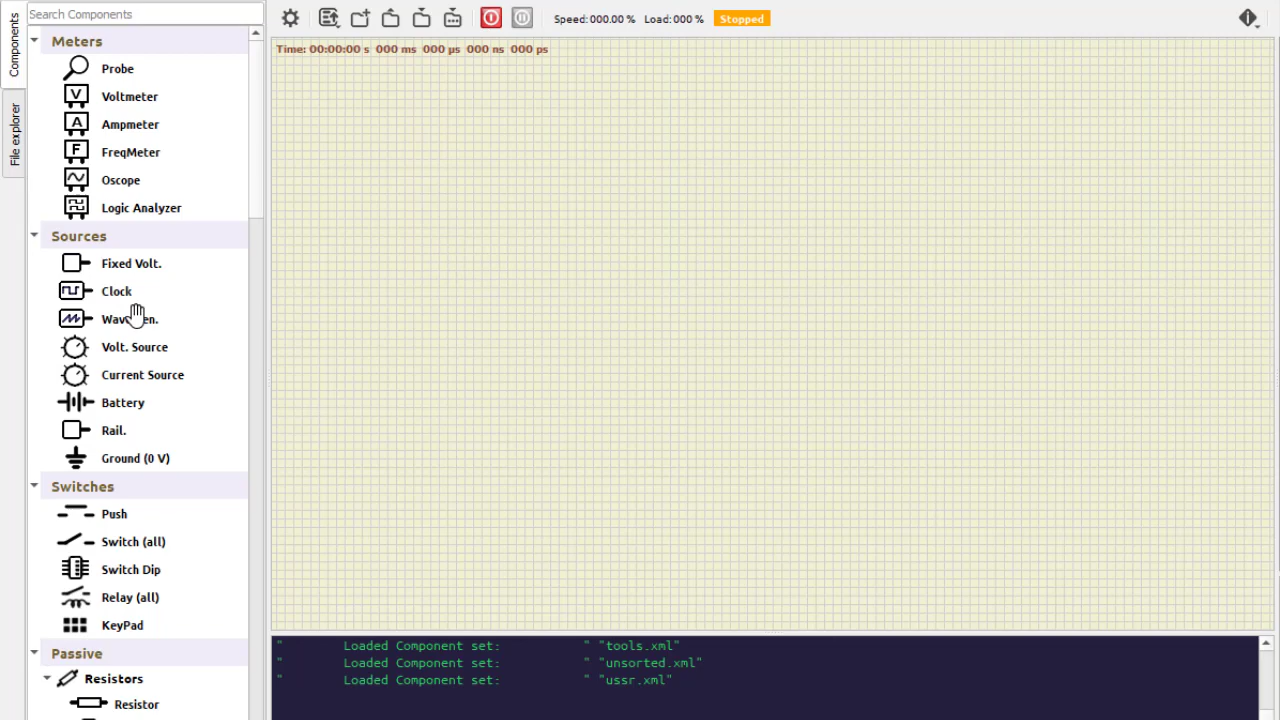 Search Components
Components
File explorer
Meters
Probe
Voltmeter
Ampmeter
FreqMeter
Oscope
Logic Analyzer
Sources
Fixed Volt.
Clock
Volt. Source
Current Source
Battery
Rail.
Ground (0 V)
Switches
Push
Switch (all)
Switch Dip
Relay (all)
KeyPad
Passive
Resistors
Resistor
Speed:000.00 % Load:000 % Stopped
Time: 00:00:00 s 000 ms 000 µs 000 ns 000 ps
" Loaded Component set: " "tools.xml"
" Loaded Component set: " "unsorted.xml"
" Loaded Component set: " "ussr.xml"